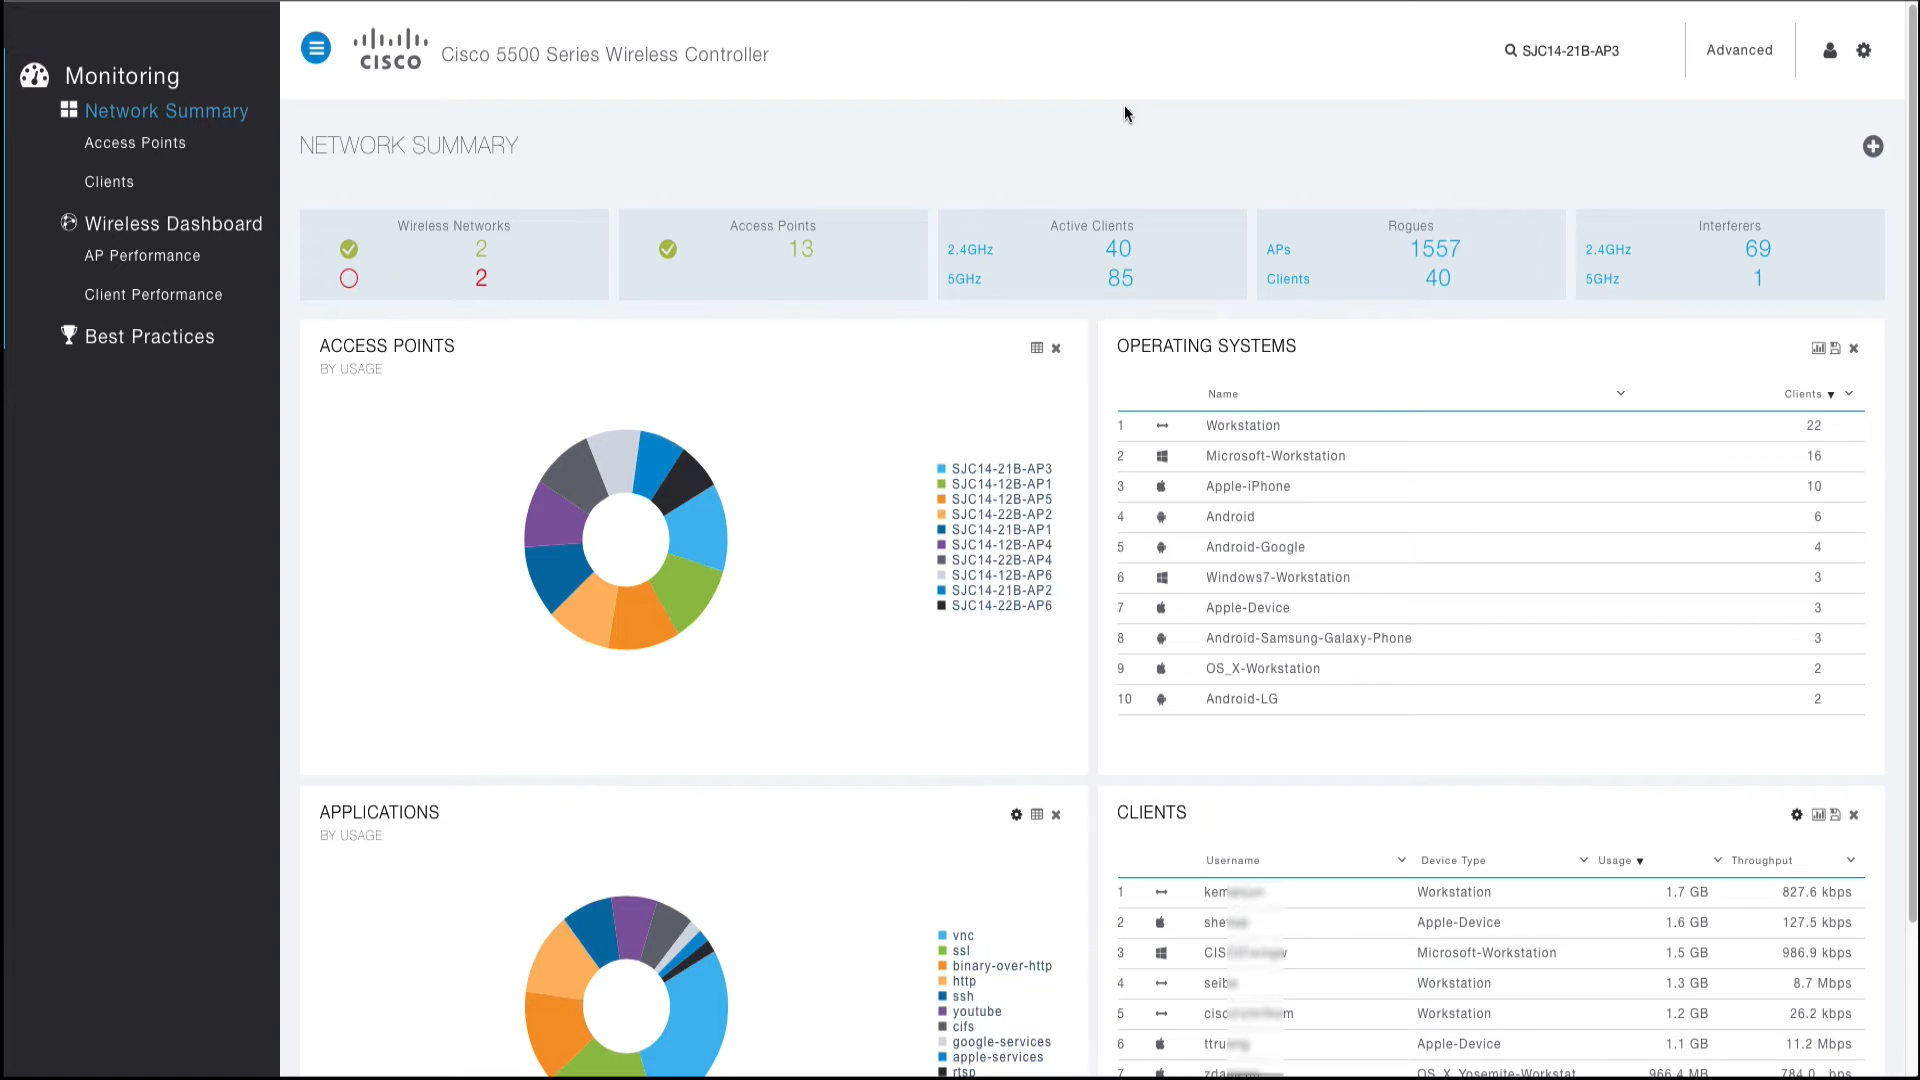 Monitoring
Network Summary
Access Points
Clients
Wireless Dashboard
AP Performance
Client Performance
Best Practices
CISCO
Cisco 5500 Series Wireless Controller
SJC14-21B-AP3
Advanced
NETWORK SUMMARY
Wireless Networks
2
2
Access Points
13
Active Clients
2.4GHz 40
5GHz 85
Rogues
APs 1557
Clients 40
Interferers
2.4GHz 69
5GHz 1
ACCESS POINTS
BY USAGE
SJC14-21B-AP3
SJC14-12B-AP1
SJC14-12B-AP5
SJC14-22B-AP2
SJC14-21B-AP1
SJC14-12B-AP4
SJC14-22B-AP4
SJC14-12B-AP6
SJC14-21B-AP2
SJC14-22B-AP6
OPERATING SYSTEMS
Name Clients
1 Workstation 22
2 Microsoft-Workstation 16
3 Apple-iPhone 10
4 Android 6
5 Android-Google 4
6 Windows7-Workstation 3
7 Apple-Device 3
8 Android-Samsung-Galaxy-Phone 3
9 OS_X-Workstation 2
10 Android-LG 2
APPLICATIONS
BY USAGE
vnc
ssl
binary-over-http
http
ssh
youtube
cifs
google-services
apple-services
rtsp
CLIENTS
Username Device Type Usage Throughput
1 Workstation 1.7 GB 827.6 kbps
2 Apple-Device 1.6 GB 127.5 kbps
3 Microsoft-Workstation 1.5 GB 986.9 kbps
4 Workstation 1.3 GB 8.7 Mbps
5 Workstation 1.2 GB 26.2 kbps
6 Apple-Device 1.1 GB 11.2 Mbps
7 OS_X_Yosemite-Workstat 966.4 MB